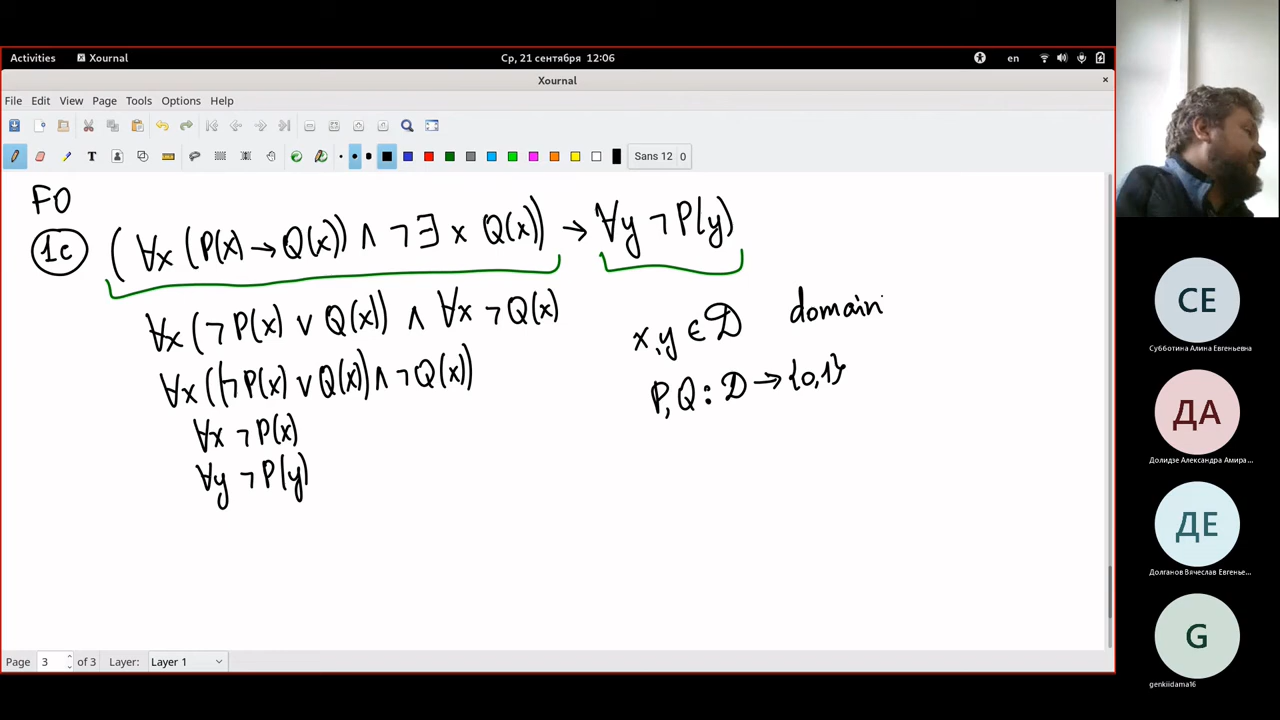 Activities Xournal Ср, 21 сентября 12:06 en
Xournal ×
File Edit View Page Tools Options Help
T Sans 12 0
FO
1c (∀x (P(x) → Q(x)) ∧ ¬∃x Q(x)) → ∀y ¬P(y)
∀x (¬P(x) ∨ Q(x)) ∧ ∀x ¬Q(x)
x, y ∈ D domain
∀x ((¬P(x) ∨ Q(x)) ∧ ¬Q(x))
P, Q : D → {0,1}
∀x ¬P(x)
∀y ¬P(y)
Page 3 of 3 Layer: Layer 1
СЕ
Субботина Алина Евгеньевна
ДА
Долидзе Александра Амира...
ДЕ
Долганов Вячеслав Евгенье...
G
genkiidama16